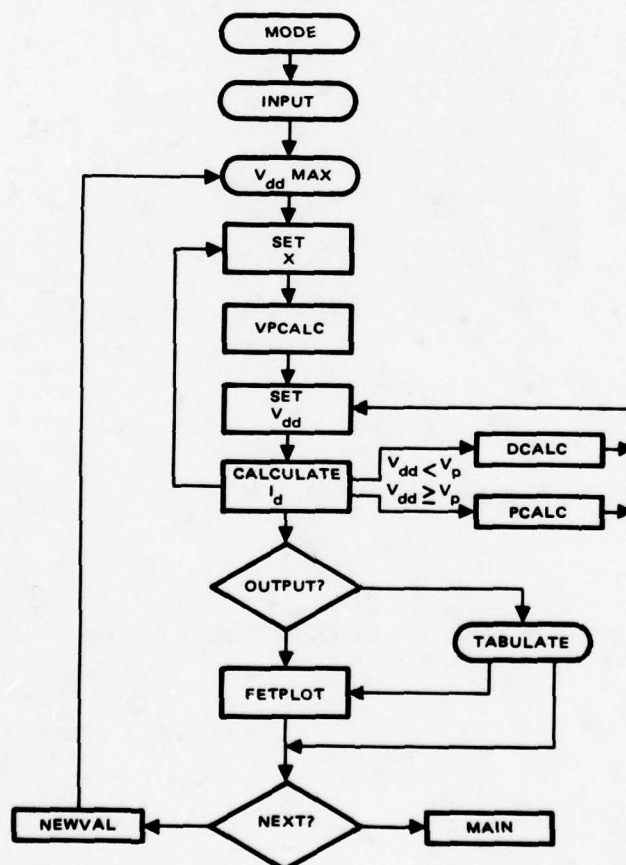 MODE
INPUT
V_dd MAX
SET
X
VPCALC
SET
V_dd
CALCULATE
I_d
V_dd < V_p
V_dd ≥ V_p
DCALC
PCALC
OUTPUT?
TABULATE
FETPLOT
NEWVAL
NEXT?
MAIN